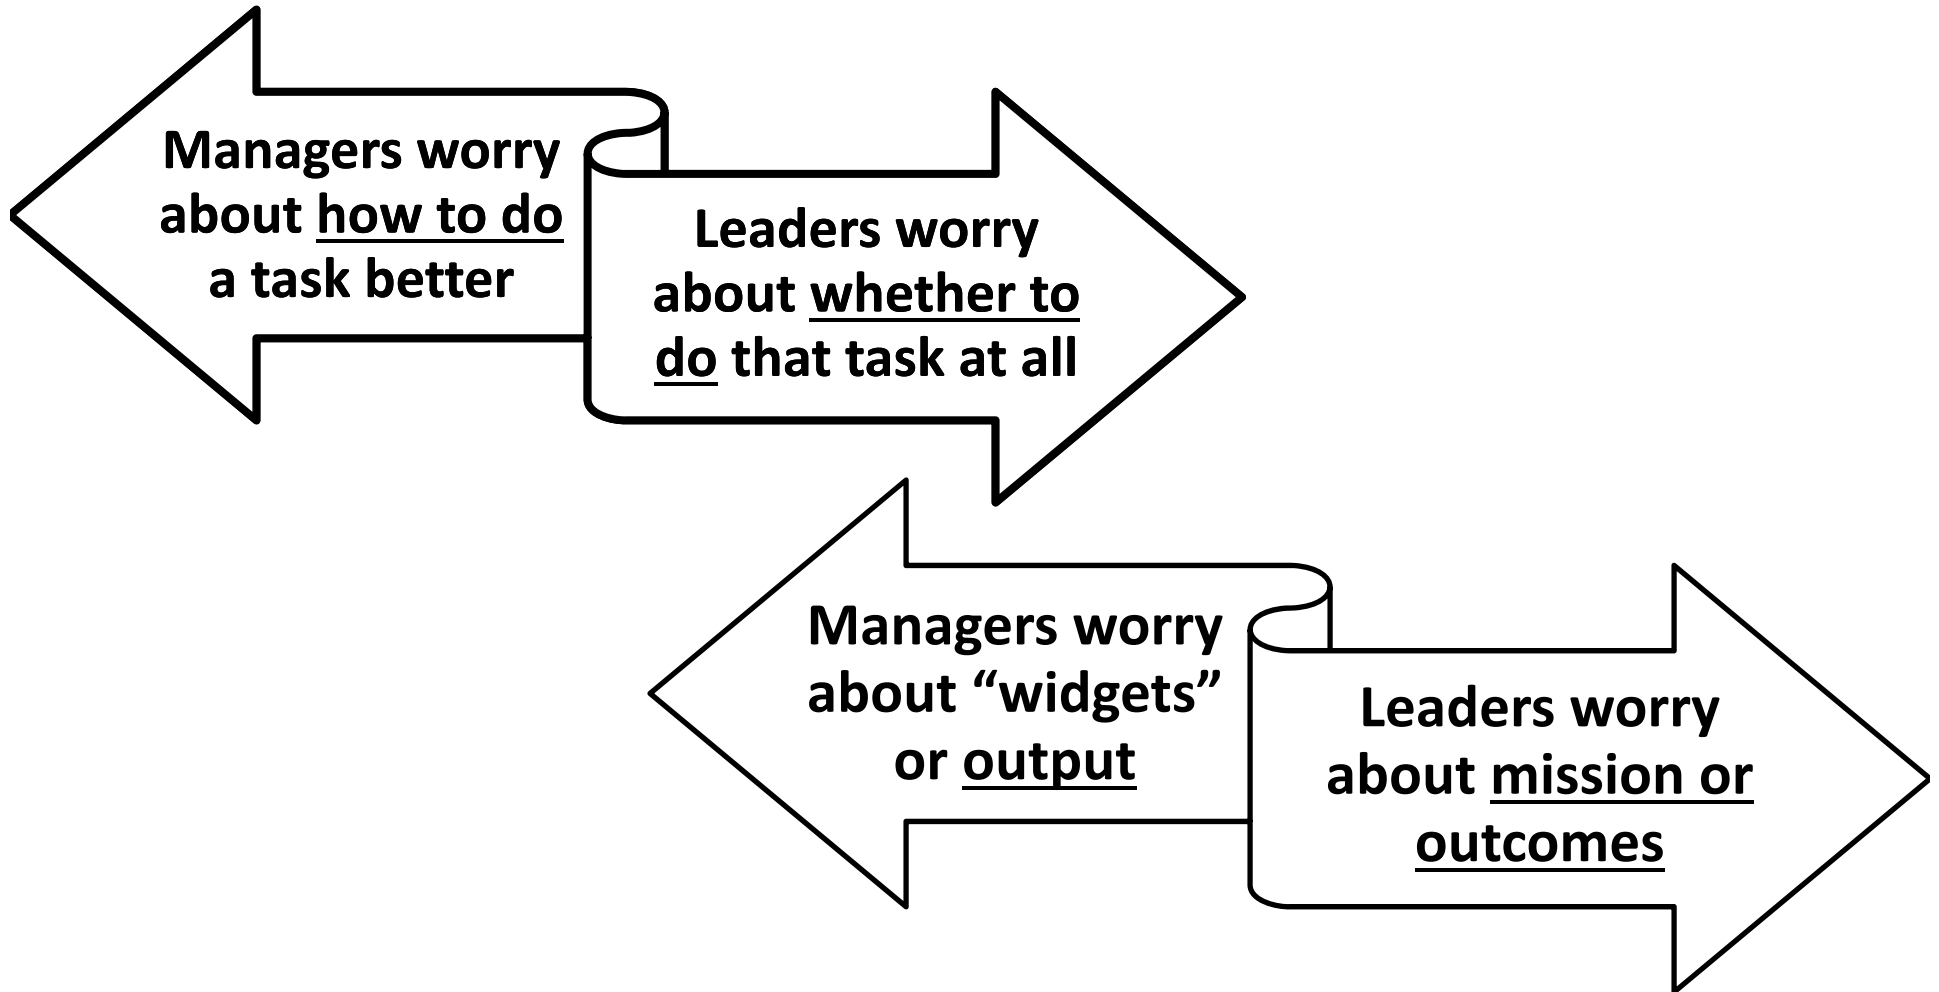 Managers worry
about how to do
a task better
Leaders worry
about whether to
do that task at all
Managers worry
about “widgets”
or output
Leaders worry
about mission or
outcomes